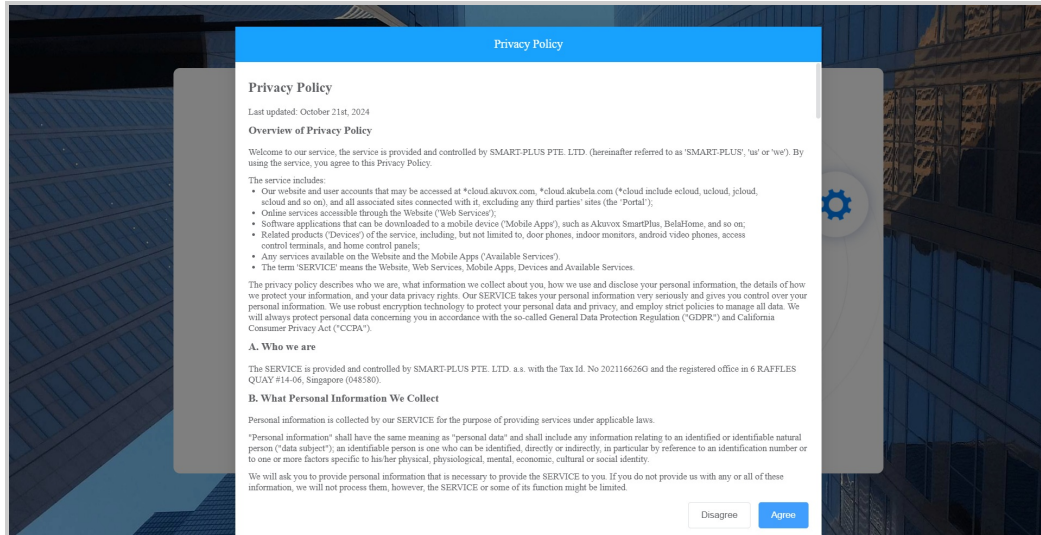 Privacy Policy
Privacy Policy
Last updated: October 21st, 2024
Overview of Privacy Policy
Welcome to our service, the service is provided and controlled by SMART-PLUS PTE. LTD. (hereinafter referred to as 'SMART-PLUS', 'us' or 'we'). By
using the service, you agree to this Privacy Policy.
The service includes:
• Our website and user accounts that may be accessed at *cloud.akuvox.com, *cloud.akubela.com (*cloud include ecloud, ucloud, jcloud,
scloud and so on), and all associated sites connected with it, excluding any third parties’ sites (the ‘Portal’);
• Online services accessible through the Website ('Web Services');
• Software applications that can be downloaded to a mobile device ('Mobile Apps'), such as Akuvox SmartPlus, BelaHome, and so on;
• Related products ('Devices') of the service, including, but not limited to, door phones, indoor monitors, android video phones, access
control terminals, and home control panels;
• Any services available on the Website and the Mobile Apps ('Available Services').
• The term 'SERVICE' means the Website, Web Services, Mobile Apps, Devices and Available Services.
The privacy policy describes who we are, what information we collect about you, how we use and disclose your personal information, the details of how
we protect your information, and your data privacy rights. Our SERVICE takes your personal information very seriously and gives you control over your
personal information. We use robust encryption technology to protect your personal data and privacy, and employ strict policies to manage all data. We
will always protect personal data concerning you in accordance with the so-called General Data Protection Regulation ("GDPR") and California
Consumer Privacy Act ("CCPA").
A. Who we are
The SERVICE is provided and controlled by SMART-PLUS PTE. LTD. a.s. with the Tax Id. No 202116626G and the registered office in 6 RAFFLES
QUAY #14-06, Singapore (048580).
B. What Personal Information We Collect
Personal information is collected by our SERVICE for the purpose of providing services under applicable laws.
"Personal information" shall have the same meaning as "personal data" and shall include any information relating to an identified or identifiable natural
person ("data subject"); an identifiable person is one who can be identified, directly or indirectly, in particular by reference to an identification number or
to one or more factors specific to his/her physical, physiological, mental, economic, cultural or social identity.
We will ask you to provide personal information that is necessary to provide the SERVICE to you. If you do not provide us with any or all of these
information, we will not process them, however, the SERVICE or some of its function might be limited.
Disagree
Agree